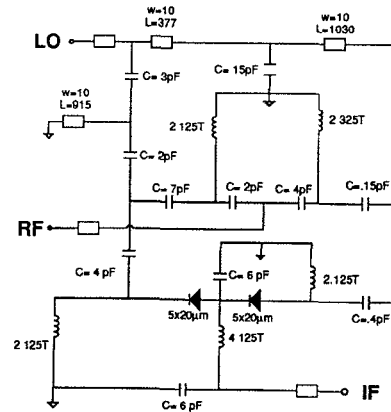 w=10
L=377
w=10
L=1030
LO
C= 3pF
C= 15pF
w=10
L=915
2 125T
2 325T
C= 2pF
C= 7pF
C= 2pF
C= 4pF
C=.15pF
RF
C= 4 pF
C= 6 pF
2.125T
5x20μm
5x20μm
C=.4pF
2 125T
4 125T
C= 6 pF
IF